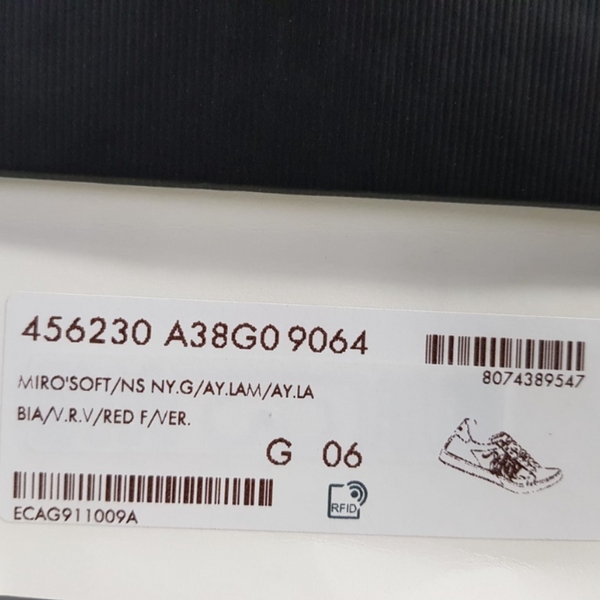 456230 A38G0 9064
8074389547
MIRO'SOFT/NS NY.G/AY.LAM/AY.LA
BIA/V.R.V/RED F/VER.
G 06
RFID
ECAG911009A